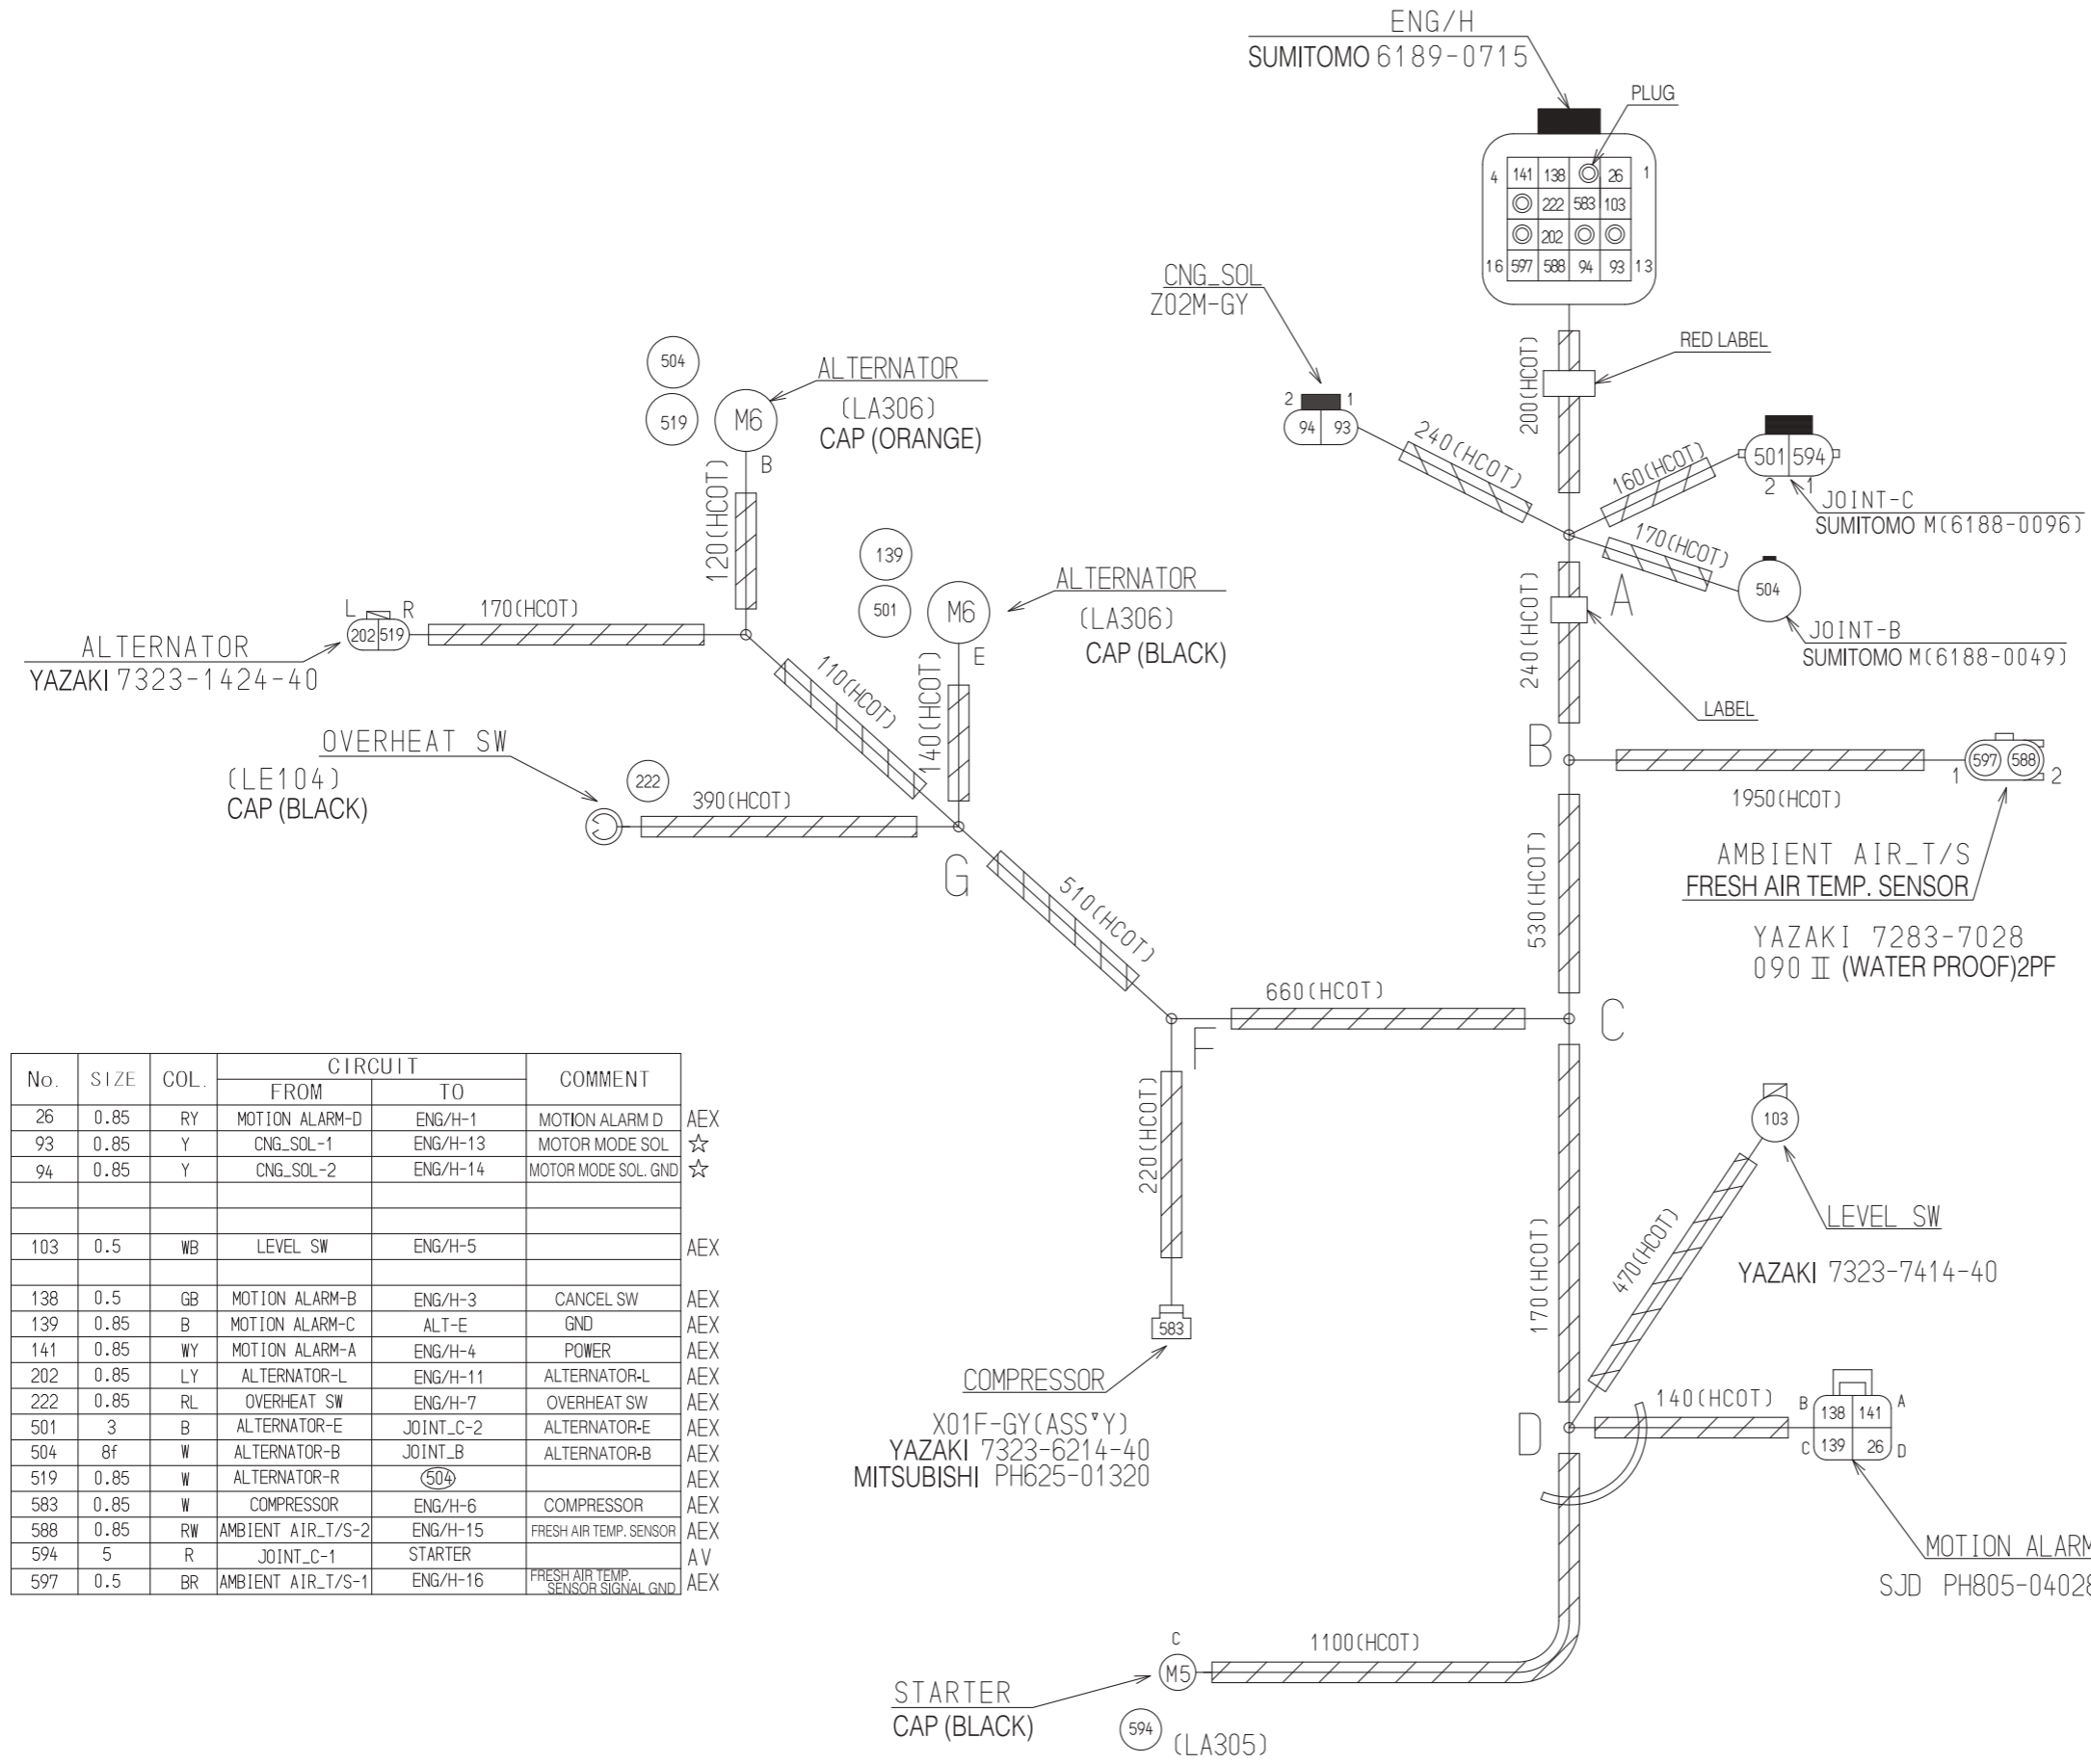 ENG/H
SUMITOMO 6189-0715
PLUG
4 141 138 26 1
222 583 103
202
16 597 588 94 93 13
CNG_SOL
Z02M-GY
2 1
94 93
240(HCOT)
200(HCOT)
RED LABEL
160(HCOT)
501 594
2 1
JOINT-C
SUMITOMO M(6188-0096)
170(HCOT)
504
A
JOINT-B
SUMITOMO M(6188-0049)
240(HCOT)
LABEL
504
519
M6
B
ALTERNATOR
(LA306)
CAP (ORANGE)
120(HCOT)
139
501
M6
E
ALTERNATOR
(LA306)
CAP (BLACK)
L R
202 519
170(HCOT)
ALTERNATOR
YAZAKI 7323-1424-40
110(HCOT)
140(HCOT)
OVERHEAT SW
(LE104)
CAP (BLACK)
222
390(HCOT)
G
510(HCOT)
B
1950(HCOT)
597 588
1 2
AMBIENT AIR_T/S
FRESH AIR TEMP. SENSOR
YAZAKI 7283-7028
090 Ⅱ (WATER PROOF)2PF
530(HCOT)
660(HCOT)
C
F
220(HCOT)
583
COMPRESSOR
X01F-GY(ASS'Y)
YAZAKI 7323-6214-40
MITSUBISHI PH625-01320
170(HCOT)
103
LEVEL SW
YAZAKI 7323-7414-40
470(HCOT)
D
140(HCOT)
B 138 141 A
C 139 26 D
MOTION ALARM
SJD PH805-04028
1100(HCOT)
C
M5
STARTER
CAP (BLACK)
594
(LA305)
No. SIZE COL. CIRCUIT COMMENT
FROM TO
26 0.85 RY MOTION ALARM-D ENG/H-1 MOTION ALARM D AEX
93 0.85 Y CNG_SOL-1 ENG/H-13 MOTOR MODE SOL ☆
94 0.85 Y CNG_SOL-2 ENG/H-14 MOTOR MODE SOL. GND ☆
103 0.5 WB LEVEL SW ENG/H-5 AEX
138 0.5 GB MOTION ALARM-B ENG/H-3 CANCEL SW AEX
139 0.85 B MOTION ALARM-C ALT-E GND AEX
141 0.85 WY MOTION ALARM-A ENG/H-4 POWER AEX
202 0.85 LY ALTERNATOR-L ENG/H-11 ALTERNATOR-L AEX
222 0.85 RL OVERHEAT SW ENG/H-7 OVERHEAT SW AEX
501 3 B ALTERNATOR-E JOINT_C-2 ALTERNATOR-E AEX
504 8f W ALTERNATOR-B JOINT_B ALTERNATOR-B AEX
519 0.85 W ALTERNATOR-R 504 AEX
583 0.85 W COMPRESSOR ENG/H-6 COMPRESSOR AEX
588 0.85 RW AMBIENT AIR_T/S-2 ENG/H-15 FRESH AIR TEMP. SENSOR AEX
594 5 R JOINT_C-1 STARTER AV
597 0.5 BR AMBIENT AIR_T/S-1 ENG/H-16 FRESH AIR TEMP. SENSOR SIGNAL GND AEX